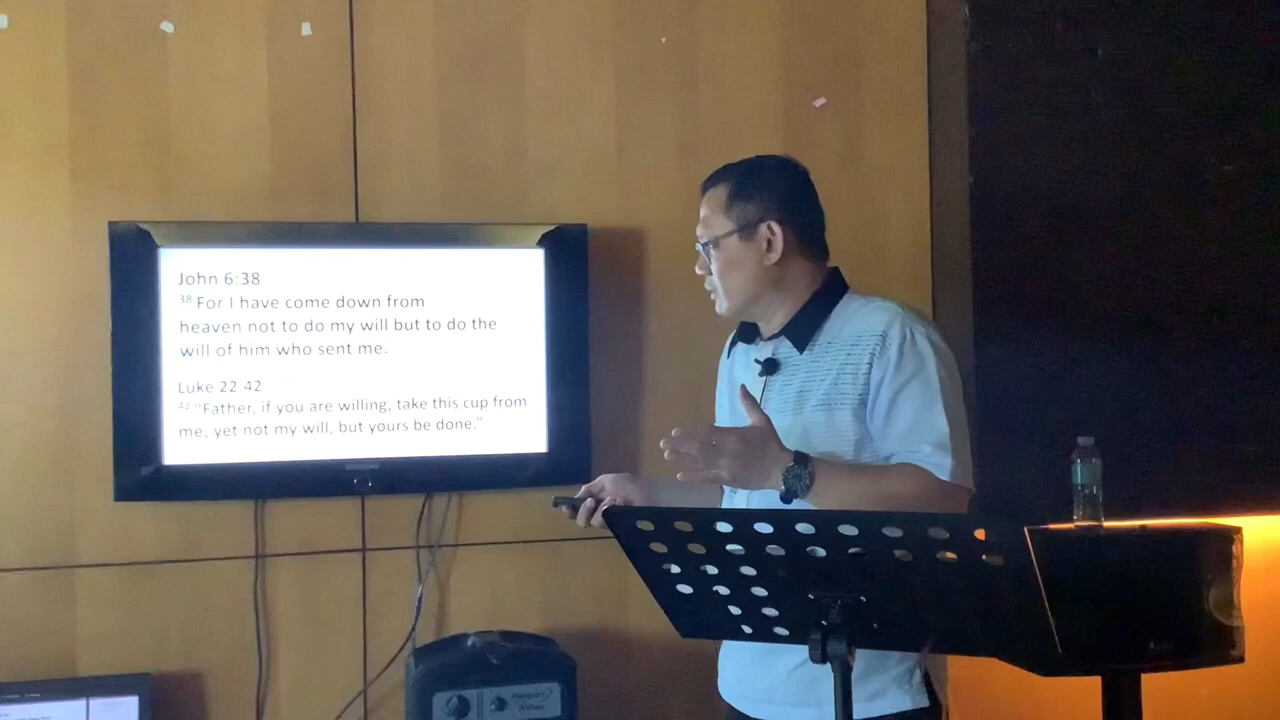 John 6:38
38 For I have come down from
heaven not to do my will but to do the
will of him who sent me.
Luke 22:42
42 "Father, if you are willing, take this cup from
me; yet not my will, but yours be done."
SAMSUNG
Passport